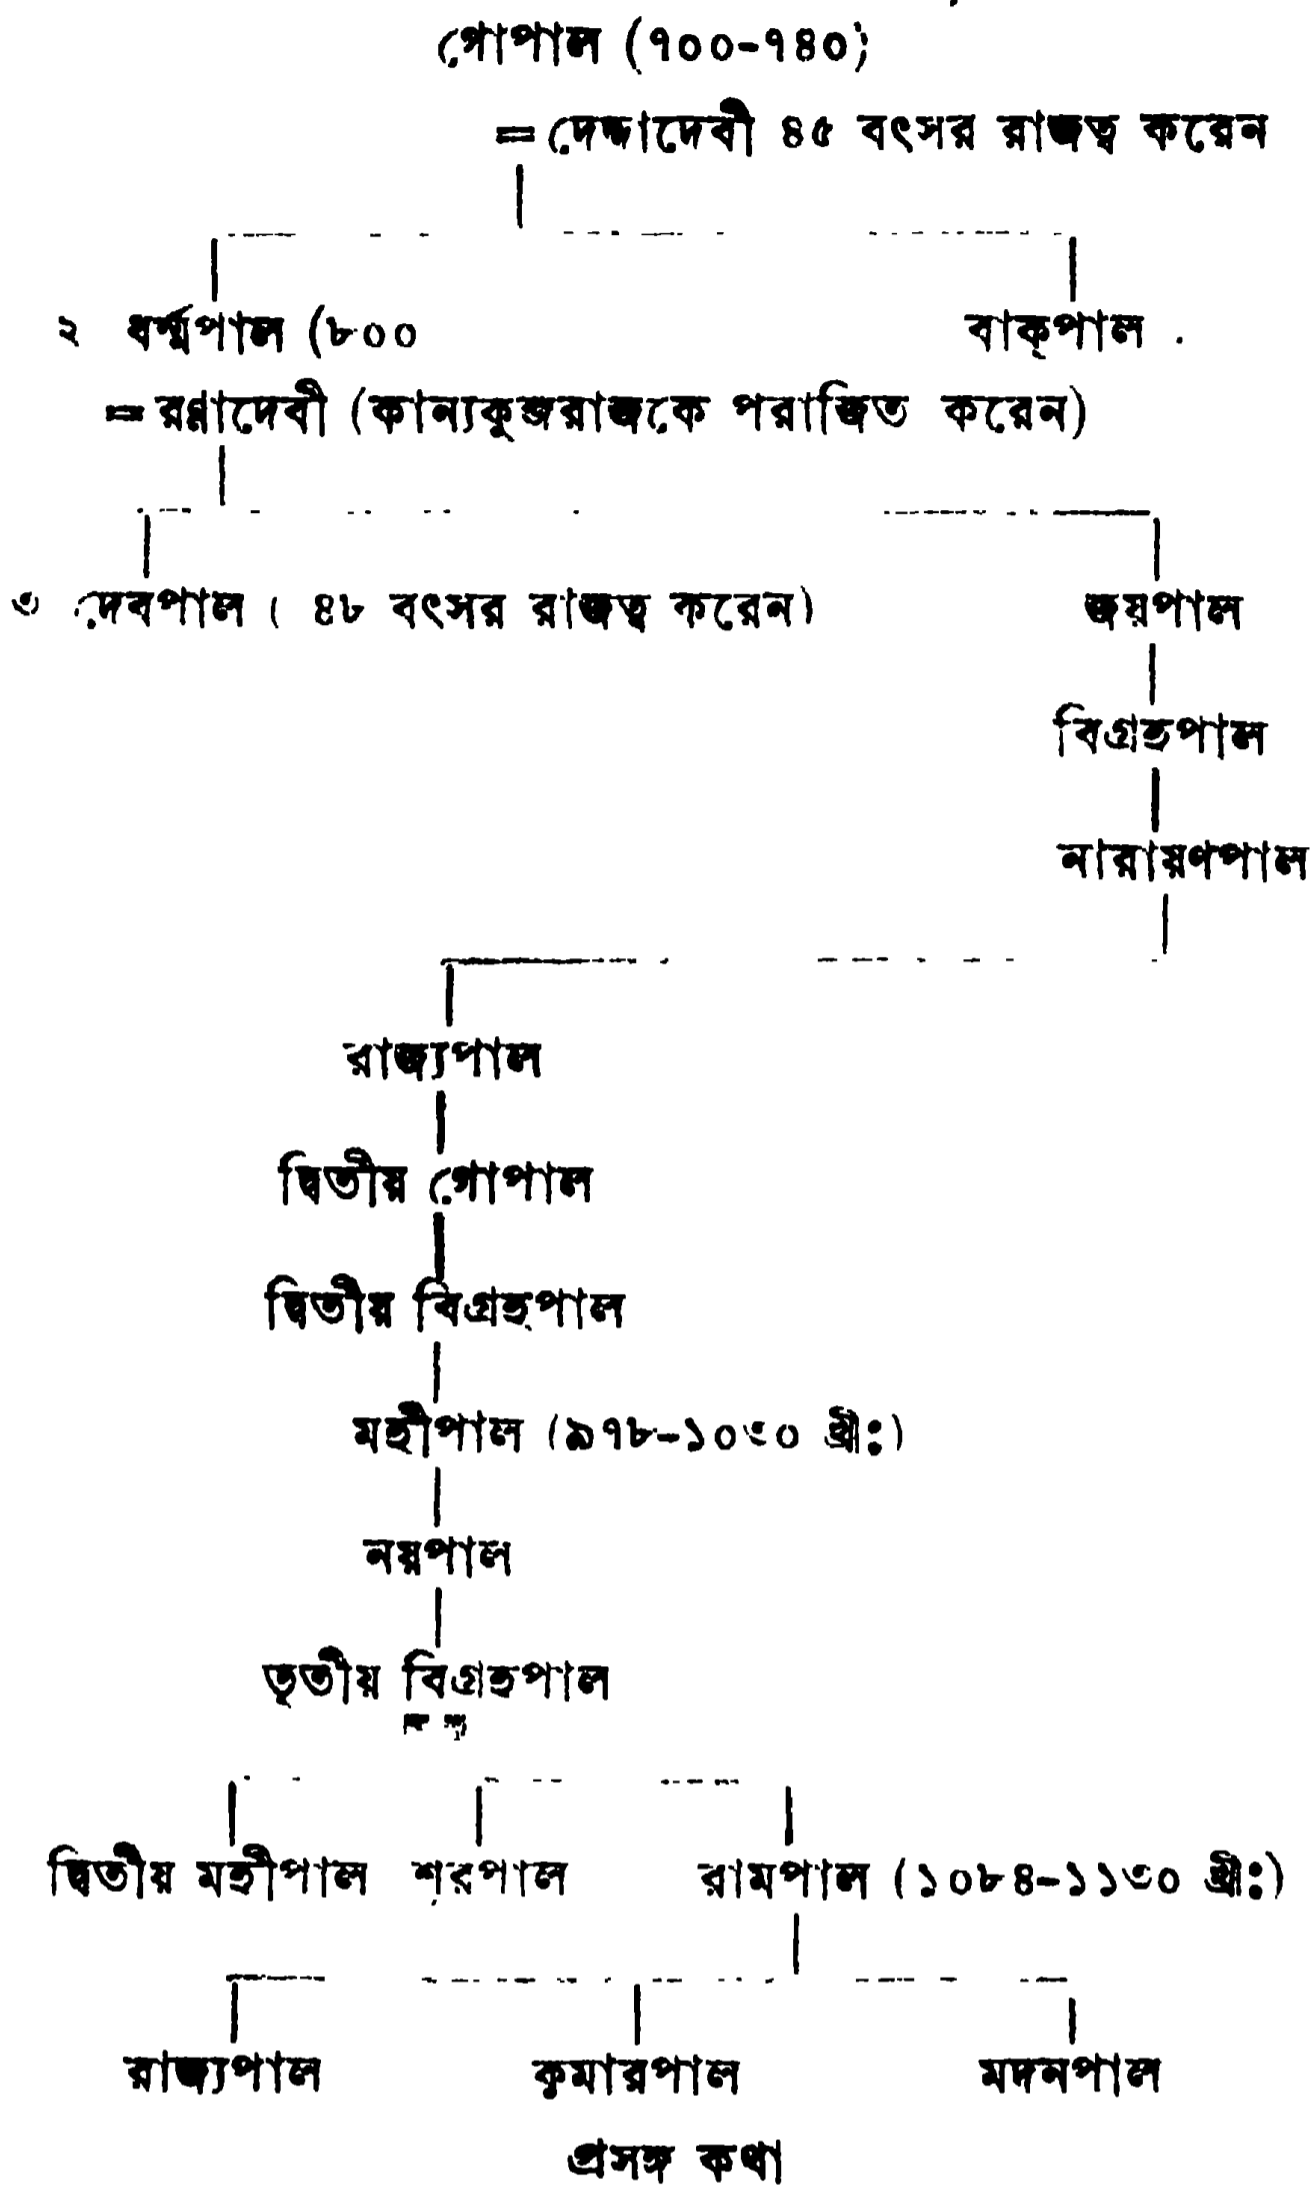 গোপাল (৭০০-৭৪০)
= দেদ্দাদেবী ৪৫ বৎসর রাজত্ব করেন
২ ধর্ম্মপাল (৮০০ বাক্‌পাল
= রণ্ণাদেবী (কান্যকুব্জরাজকে পরাজিত করেন)
৩ দেবপাল ( ৪৮ বৎসর রাজত্ব করেন) জয়পাল
বিগ্রহপাল
নারায়ণপাল
রাজ্যপাল
দ্বিতীয় গোপাল
দ্বিতীয় বিগ্রহপাল
মহীপাল (৯৭৮-১০৩০ খ্রীঃ)
নয়পাল
তৃতীয় বিগ্রহপাল
দ্বিতীয় মহীপাল শূরপাল রামপাল (১০৮৪-১১৩০ খ্রীঃ)
রাজ্যপাল কুমারপাল মদনপাল
প্রসঙ্গ কথা